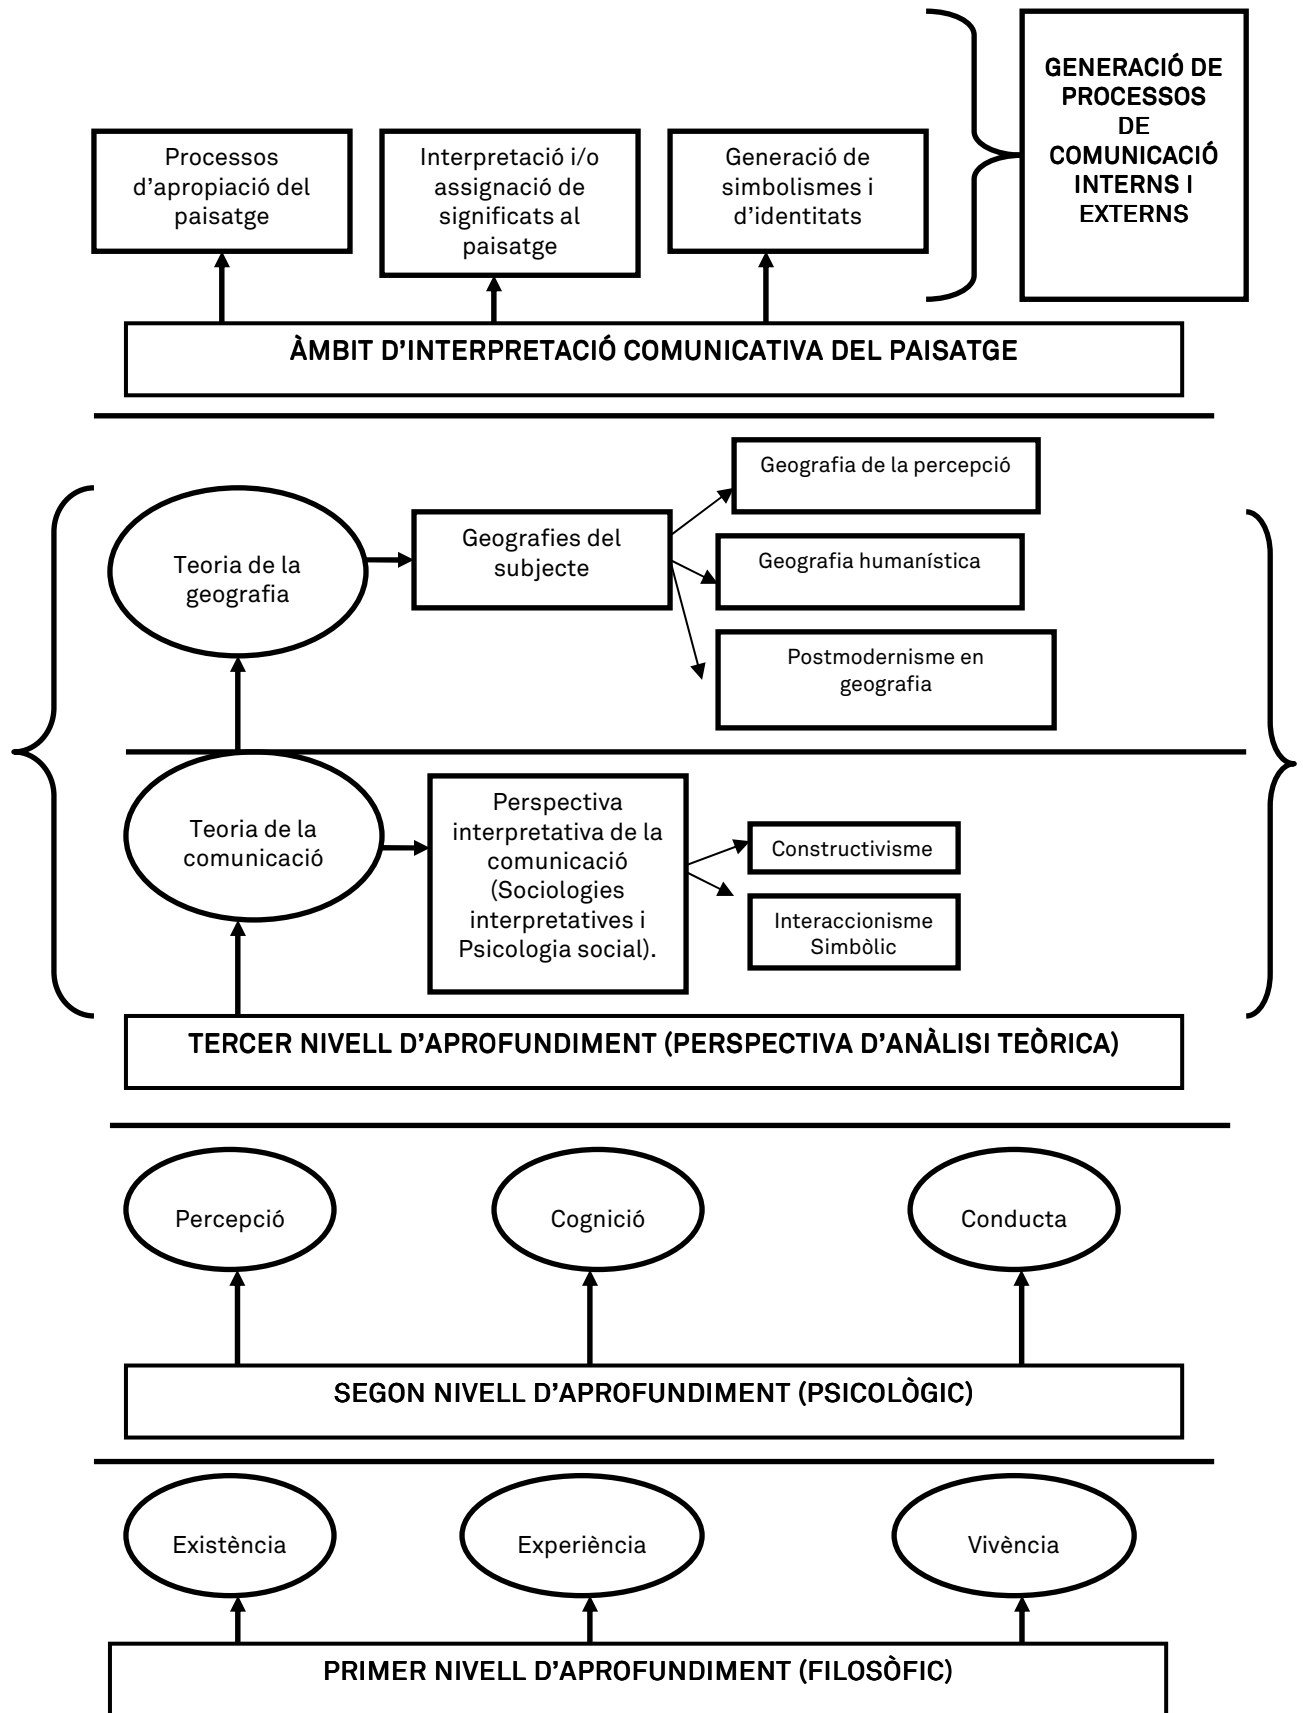 GENERACIÓ DE
PROCESSOS
DE
COMUNICACIÓ
INTERNS I
EXTERNS
Processos
d’apropiació del
paisatge
Interpretació i/o
assignació de
significats al
paisatge
Generació de
simbolismes i
d’identitats
ÀMBIT D’INTERPRETACIÓ COMUNICATIVA DEL PAISATGE
Teoria de la
geografia
Geografies del
subjecte
Geografia de la percepció
Geografia humanística
Postmodernisme en
geografia
Teoria de la
comunicació
Perspectiva
interpretativa de la
comunicació
(Sociologies
interpretatives i
Psicologia social).
Constructivisme
Interaccionisme
Simbòlic
TERCER NIVELL D’APROFUNDIMENT (PERSPECTIVA D’ANÀLISI TEÒRICA)
Percepció
Cognició
Conducta
SEGON NIVELL D’APROFUNDIMENT (PSICOLÒGIC)
Existència
Experiència
Vivència
PRIMER NIVELL D’APROFUNDIMENT (FILOSÒFIC)